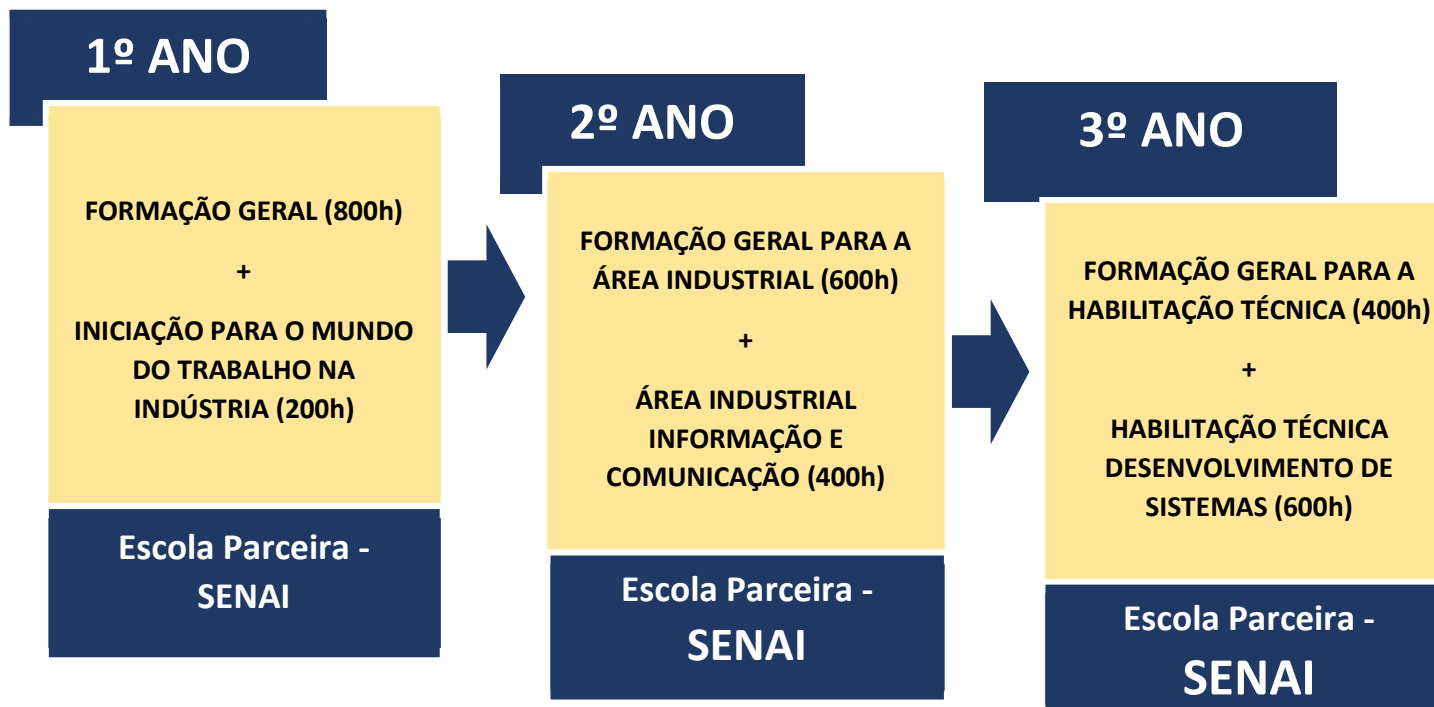 1º ANO
FORMAÇÃO GERAL (800h)
+
INICIAÇÃO PARA O MUNDO
DO TRABALHO NA
INDÚSTRIA (200h)
Escola Parceira -
SENAI
2º ANO
FORMAÇÃO GERAL PARA A
ÁREA INDUSTRIAL (600h)
+
ÁREA INDUSTRIAL
INFORMAÇÃO E
COMUNICAÇÃO (400h)
Escola Parceira -
SENAI
3º ANO
FORMAÇÃO GERAL PARA A
HABILITAÇÃO TÉCNICA (400h)
+
HABILITAÇÃO TÉCNICA
DESENVOLVIMENTO DE
SISTEMAS (600h)
Escola Parceira -
SENAI